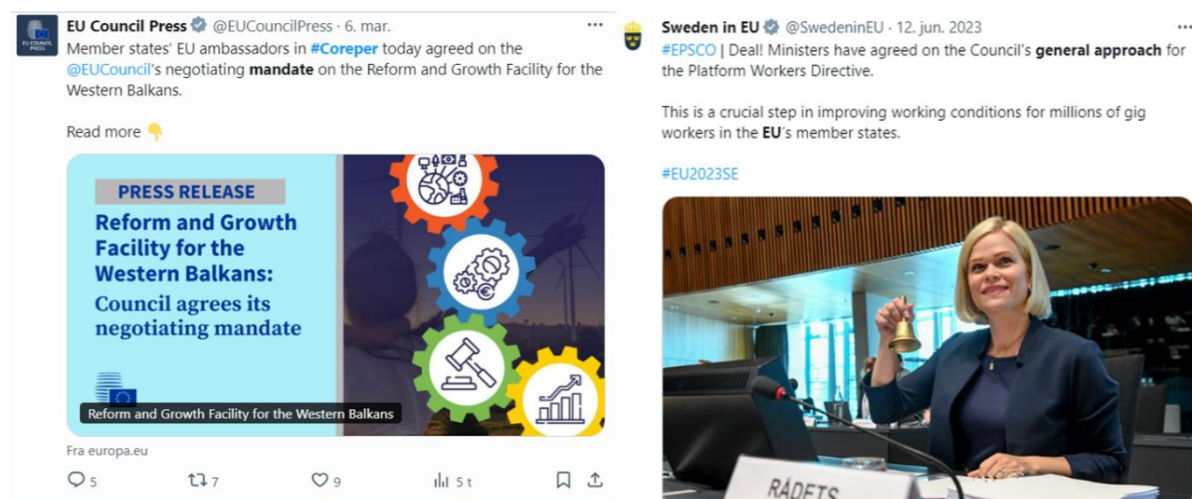 EU Council Press @EUCouncilPress · 6. mar.
Member states' EU ambassadors in #Coreper today agreed on the
@EUCouncil's negotiating mandate on the Reform and Growth Facility for the
Western Balkans.
Read more
EU COUNCIL
PRESS
PRESS RELEASE
Reform and Growth
Facility for the
Western Balkans:
Council agrees its
negotiating mandate
Reform and Growth Facility for the Western Balkans
Fra europa.eu
5 7 9 5 t
Sweden in EU @SwedeninEU · 12. jun. 2023
#EPSCO | Deal! Ministers have agreed on the Council's general approach for
the Platform Workers Directive.
This is a crucial step in improving working conditions for millions of gig
workers in the EU's member states.
#EU2023SE
RÅDETS